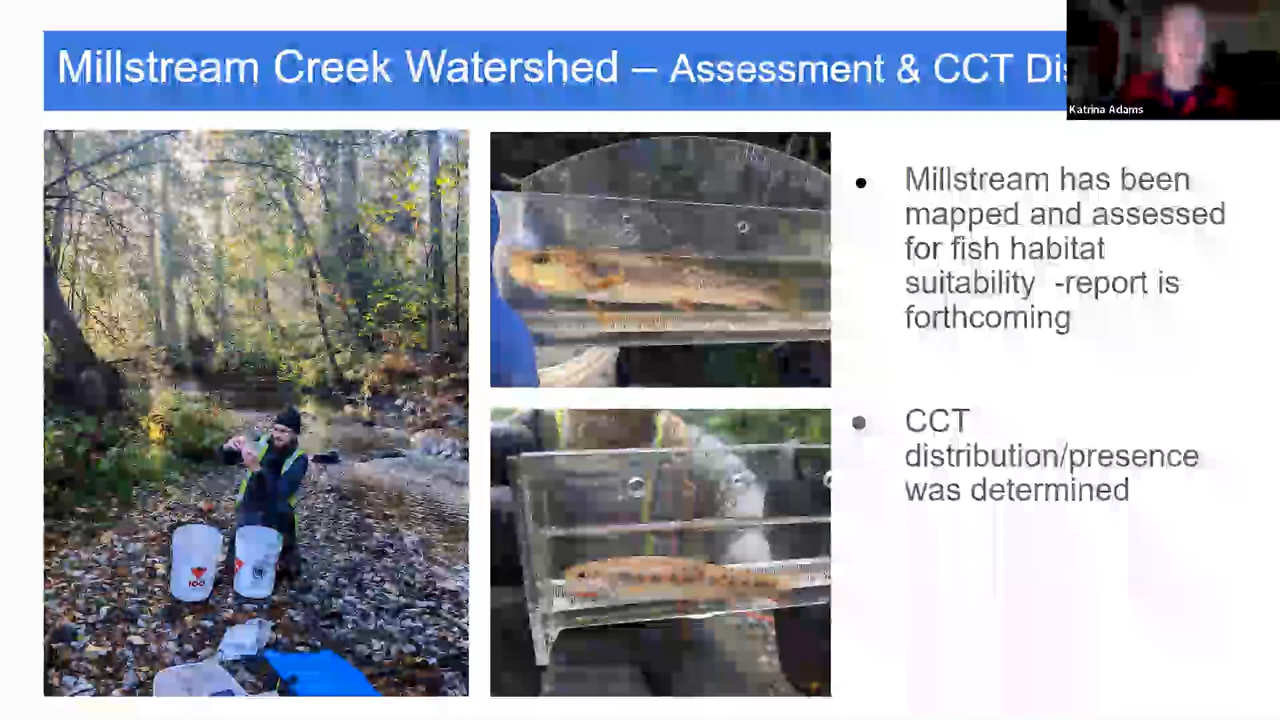 Millstream Creek Watershed – Assessment & CCT
Katrina Adams
• Millstream has been
mapped and assessed
for fish habitat
suitability -report is
forthcoming
• CCT
distribution/presence
was determined